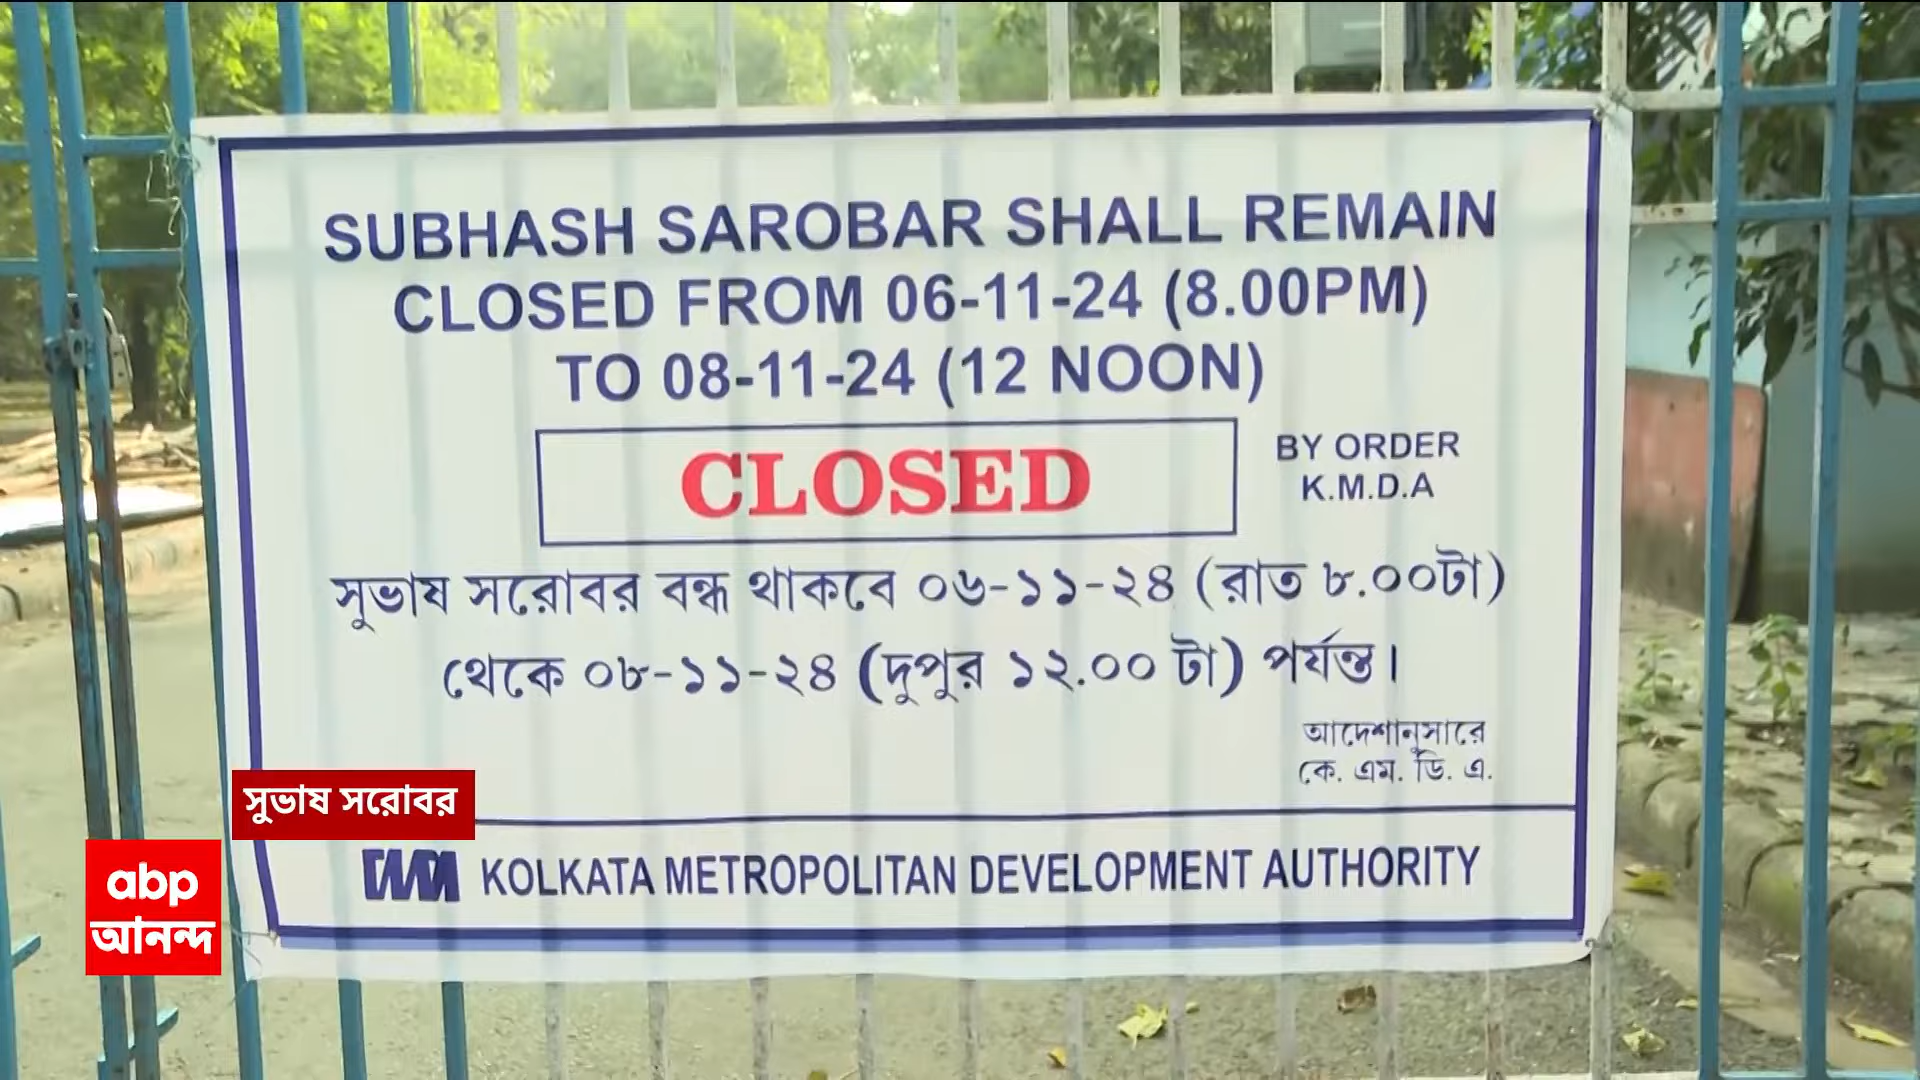 SUBHASH SAROBAR SHALL REMAIN
CLOSED FROM 06-11-24 (8.00PM)
TO 08-11-24 (12 NOON)
CLOSED
BY ORDER
K.M.D.A
সুভাষ সরোবর বন্ধ থাকবে ০৬-১১-২৪ (রাত ৮.০০টা)
থেকে ০৮-১১-২৪ (দুপুর ১২.০০ টা) পর্যন্ত।
আদেশানুসারে
কে. এম. ডি. এ.
সুভাষ সরোবর
KOLKATA METROPOLITAN DEVELOPMENT AUTHORITY
abp
আনন্দ